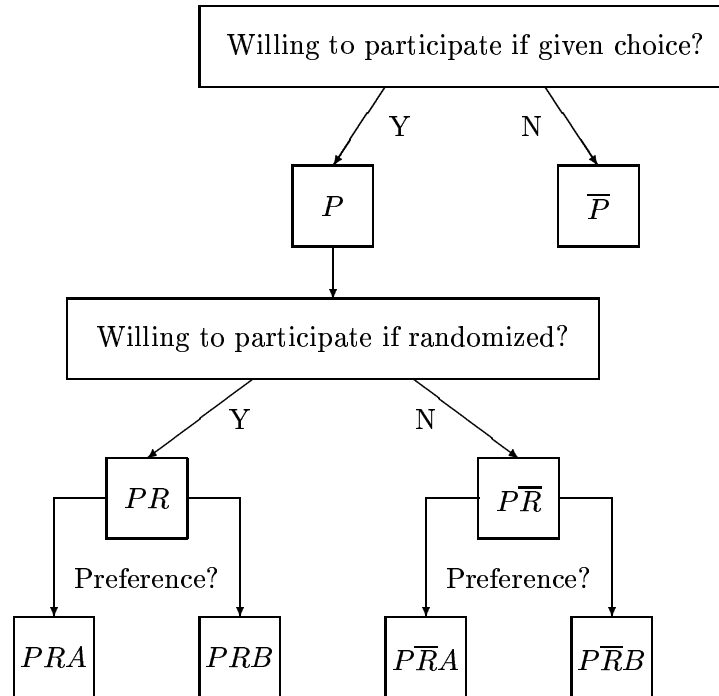 Willing to participate if given choice?
Y N
P P̅
Willing to participate if randomized?
Y N
PR PR̅
Preference? Preference?
PRA PRB PR̅A PR̅B